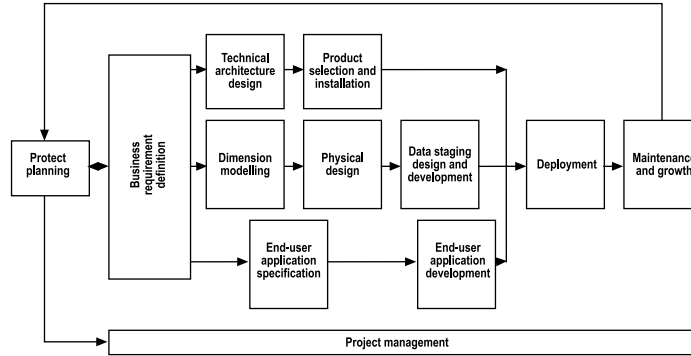 Technical
architecture
design
Product
selection and
installation
Protect
planning
Business
requirement
definition
Dimension
modelling
Physical
design
Data staging
design and
development
Deployment
Maintenance
and growth
End-user
application
specification
End-user
application
development
Project management